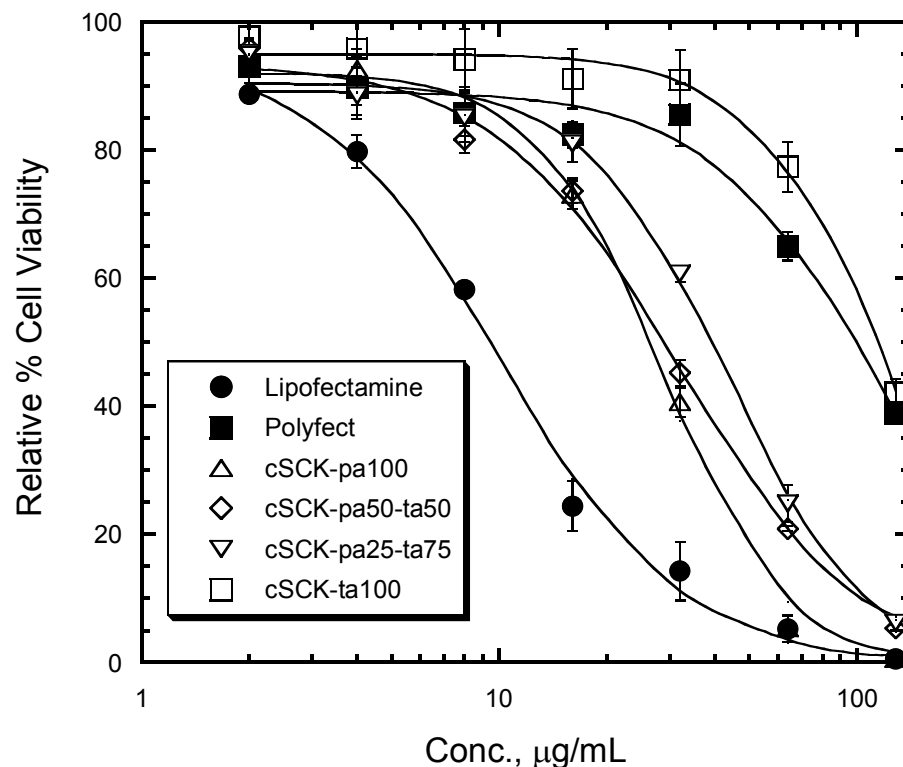 100
80
60
40
20
0
Relative % Cell Viability
Lipofectamine
Polyfect
cSCK-pa100
cSCK-pa50-ta50
cSCK-pa25-ta75
cSCK-ta100
1 10 100
Conc., μg/mL